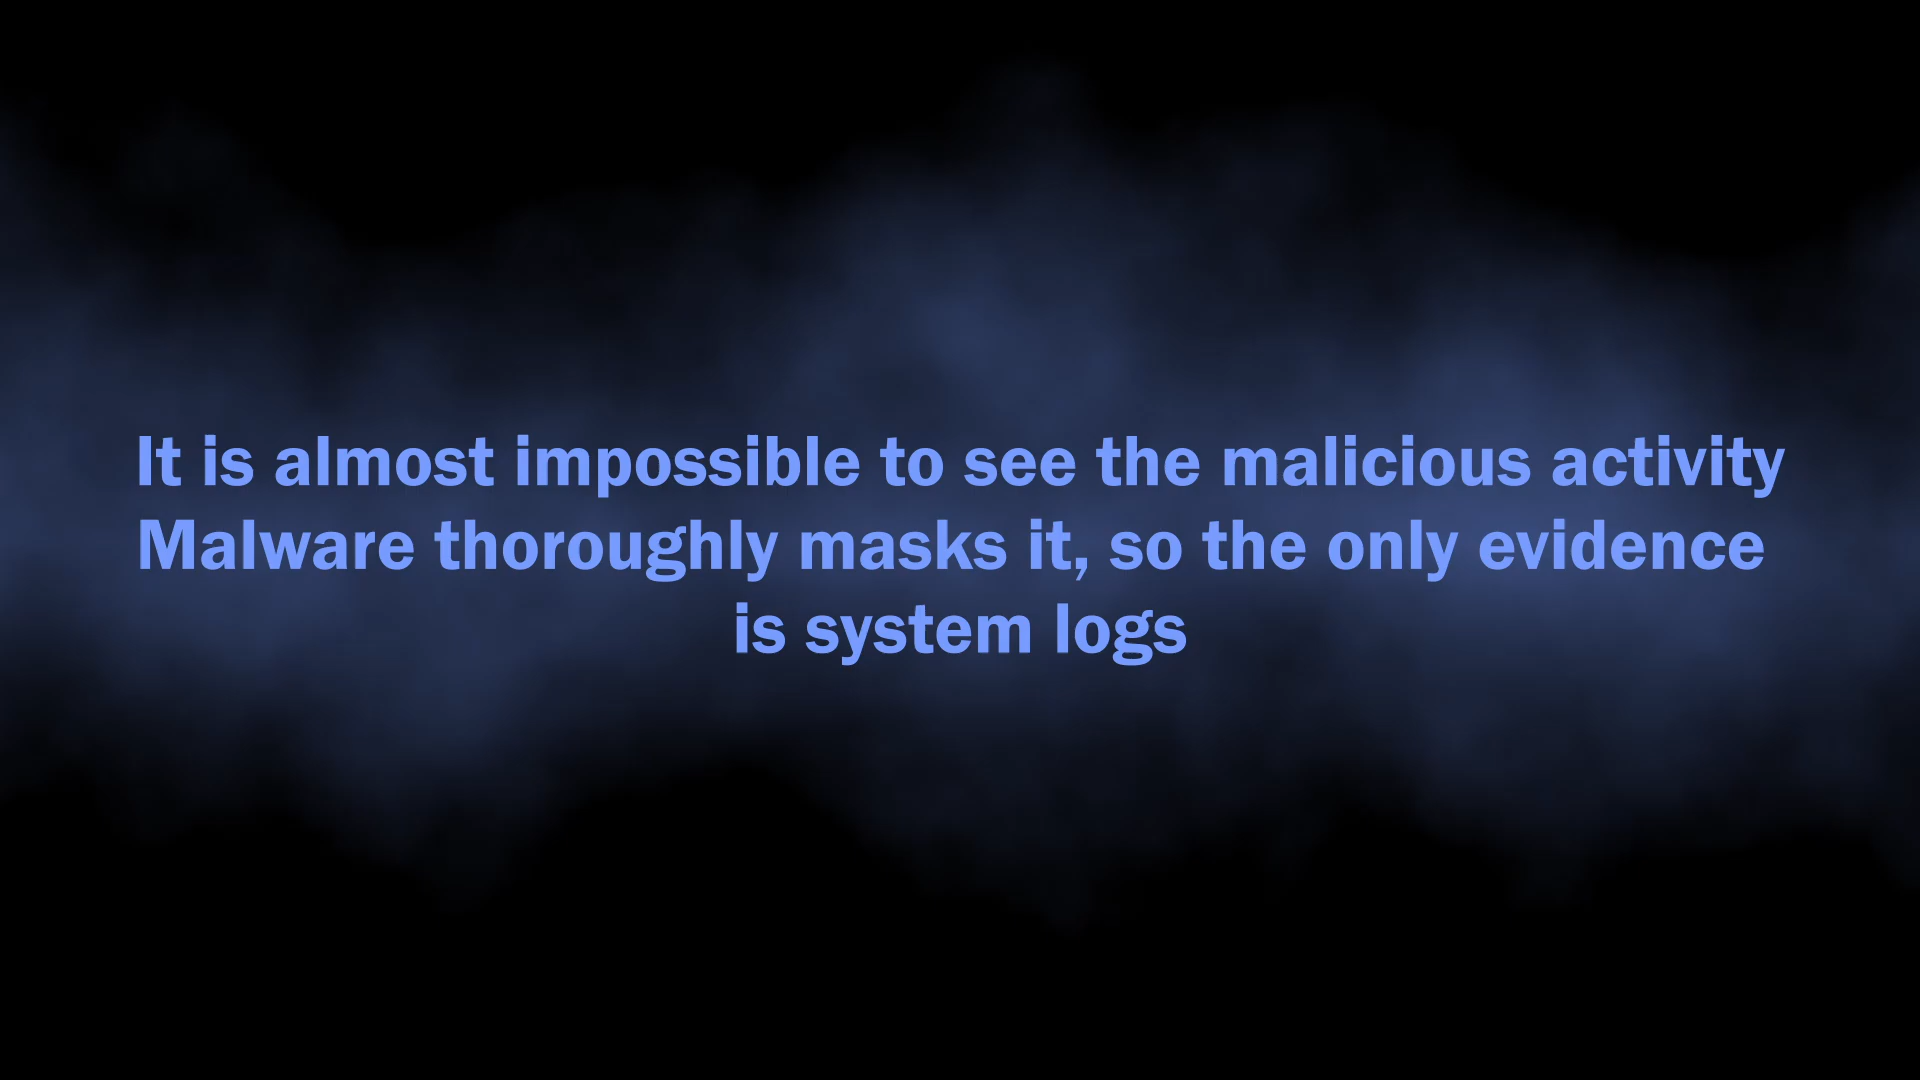 It is almost impossible to see the malicious activity
Malware thoroughly masks it, so the only evidence
is system logs